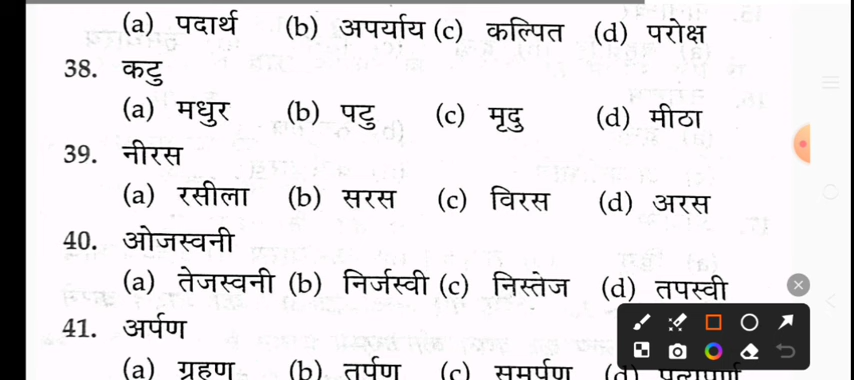 (a) पदार्थ (b) अपर्याय (c) कल्पित (d) परोक्ष
38. कटु
(a) मधुर (b) पटु (c) मृदु (d) मीठा
39. नीरस
(a) रसीला (b) सरस (c) विरस (d) अरस
40. ओजस्वनी
(a) तेजस्वनी (b) निर्जस्वी (c) निस्तेज (d) तपस्वी
41. अर्पण
(a) ग्रहण (b) तर्पण (c) समर्पण (d)